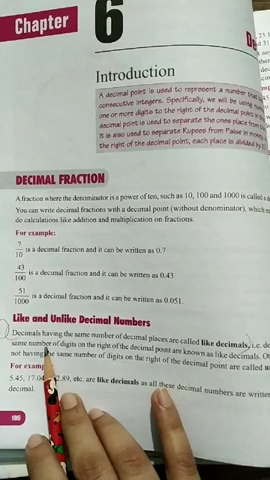 Chapter
6
De
Introduction
A decimal point is used to represent a number that
consecutive integers. Specifically, we will be using
one or more digits to the right of the decimal point in
decimal point is used to separate the ones place from
It is also used to separate Rupees from Paise in money
the right of the decimal point, each place is divided by 10
DECIMAL FRACTION
A fraction where the denominator is a power of ten, such as 10, 100 and 1000 is called a
You can write decimal fractions with a decimal point (without denominator), which
do calculations like addition and multiplication on fractions.
For example:
7/10 is a decimal fraction and it can be written as 0.7
43/100 is a decimal fraction and it can be written as 0.43
51/1000 is a decimal fraction and it can be written as 0.051.
Like and Unlike Decimal Numbers
Decimals having the same number of decimal places are called like decimals, i.e. de
same number of digits on the right of the decimal point are known as like decimals. Ot
not having the same number of digits on the right of the decimal point are called
For examp
5.45, 17.04 2.89, etc. are like decimals as all these decimal numbers are written
decimal.
106